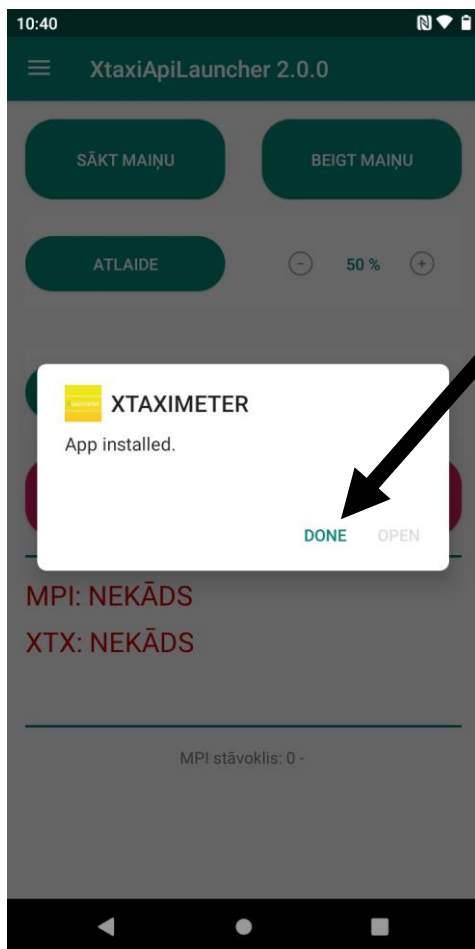 10:40
XtaxiApiLauncher 2.0.0
SĀKT MAIŅU
BEIGT MAIŅU
ATLAIDE
50 %
XTAXIMETER
App installed.
DONE
OPEN
MPI: NEKĀDS
XTX: NEKĀDS
MPI stāvoklis: 0 -